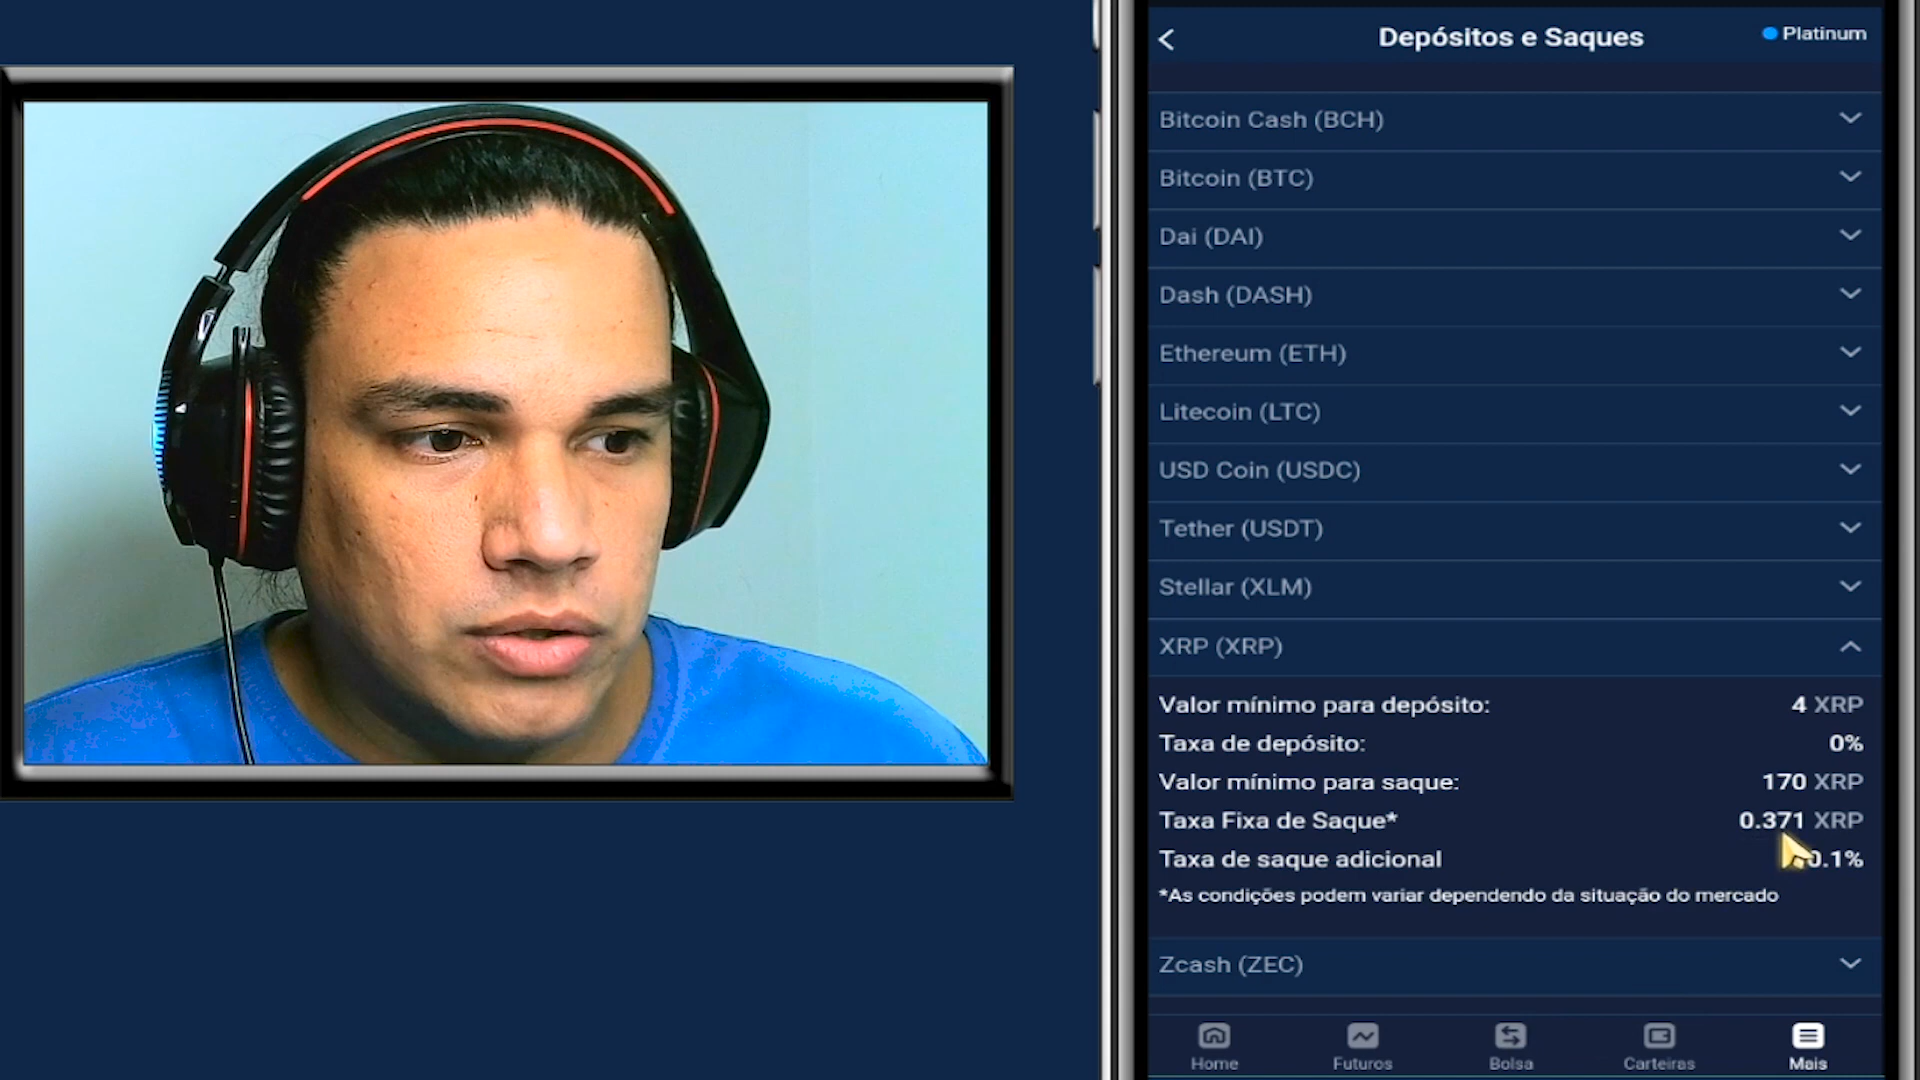 Depósitos e Saques
Platinum
Bitcoin Cash (BCH)
Bitcoin (BTC)
Dai (DAI)
Dash (DASH)
Ethereum (ETH)
Litecoin (LTC)
USD Coin (USDC)
Tether (USDT)
Stellar (XLM)
XRP (XRP)
Valor mínimo para depósito: 4 XRP
Taxa de depósito: 0%
Valor mínimo para saque: 170 XRP
Taxa Fixa de Saque* 0.371 XRP
Taxa de saque adicional 0.1%
*As condições podem variar dependendo da situação do mercado
Zcash (ZEC)
Home Futuros Bolsa Carteiras Mais